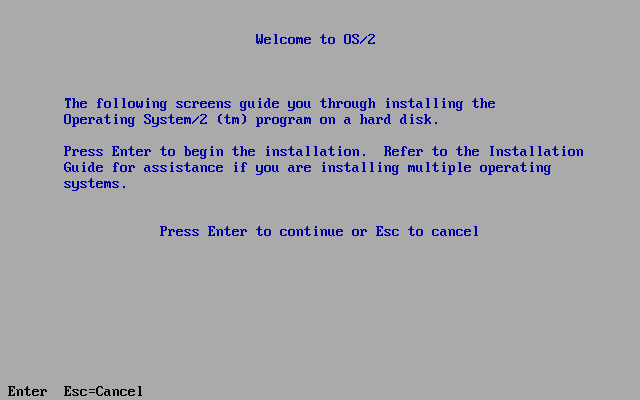 Welcome to OS/2
The following screens guide you through installing the
Operating System/2 (tm) program on a hard disk.
Press Enter to begin the installation.  Refer to the Installation
Guide for assistance if you are installing multiple operating
systems.
Press Enter to continue or Esc to cancel
Enter  Esc=Cancel